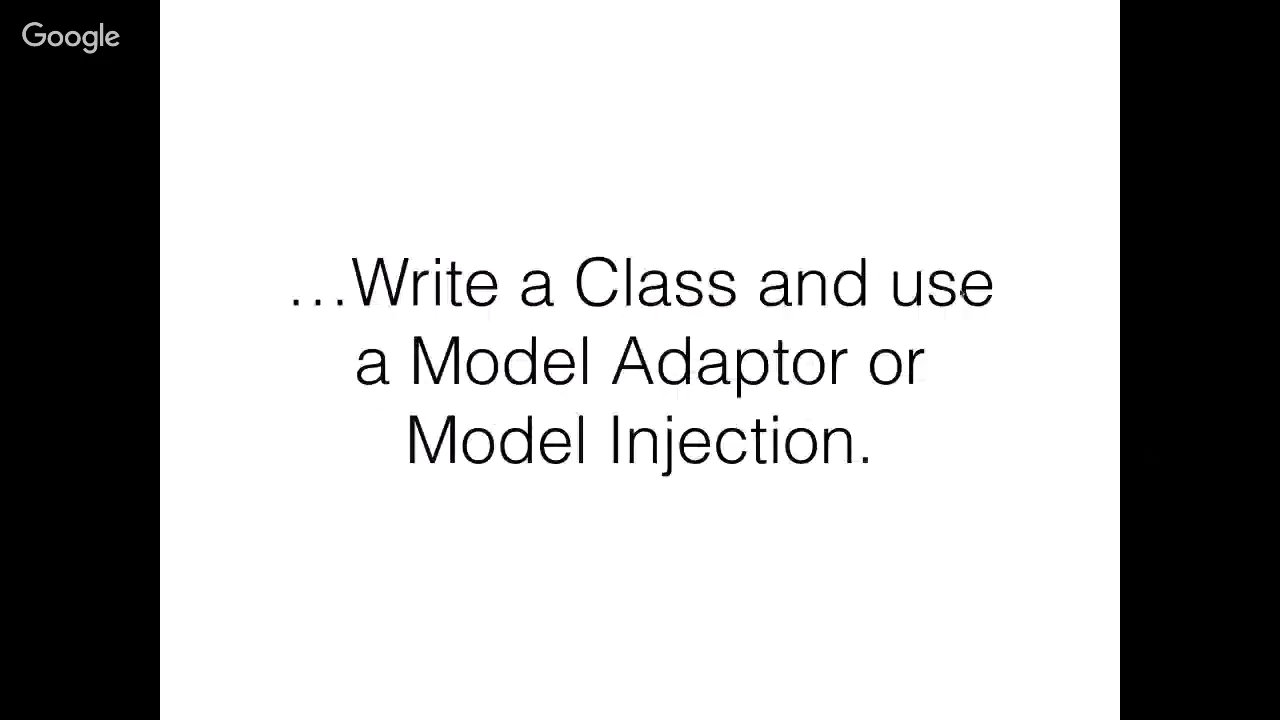 Google
…Write a Class and use
a Model Adaptor or
Model Injection.